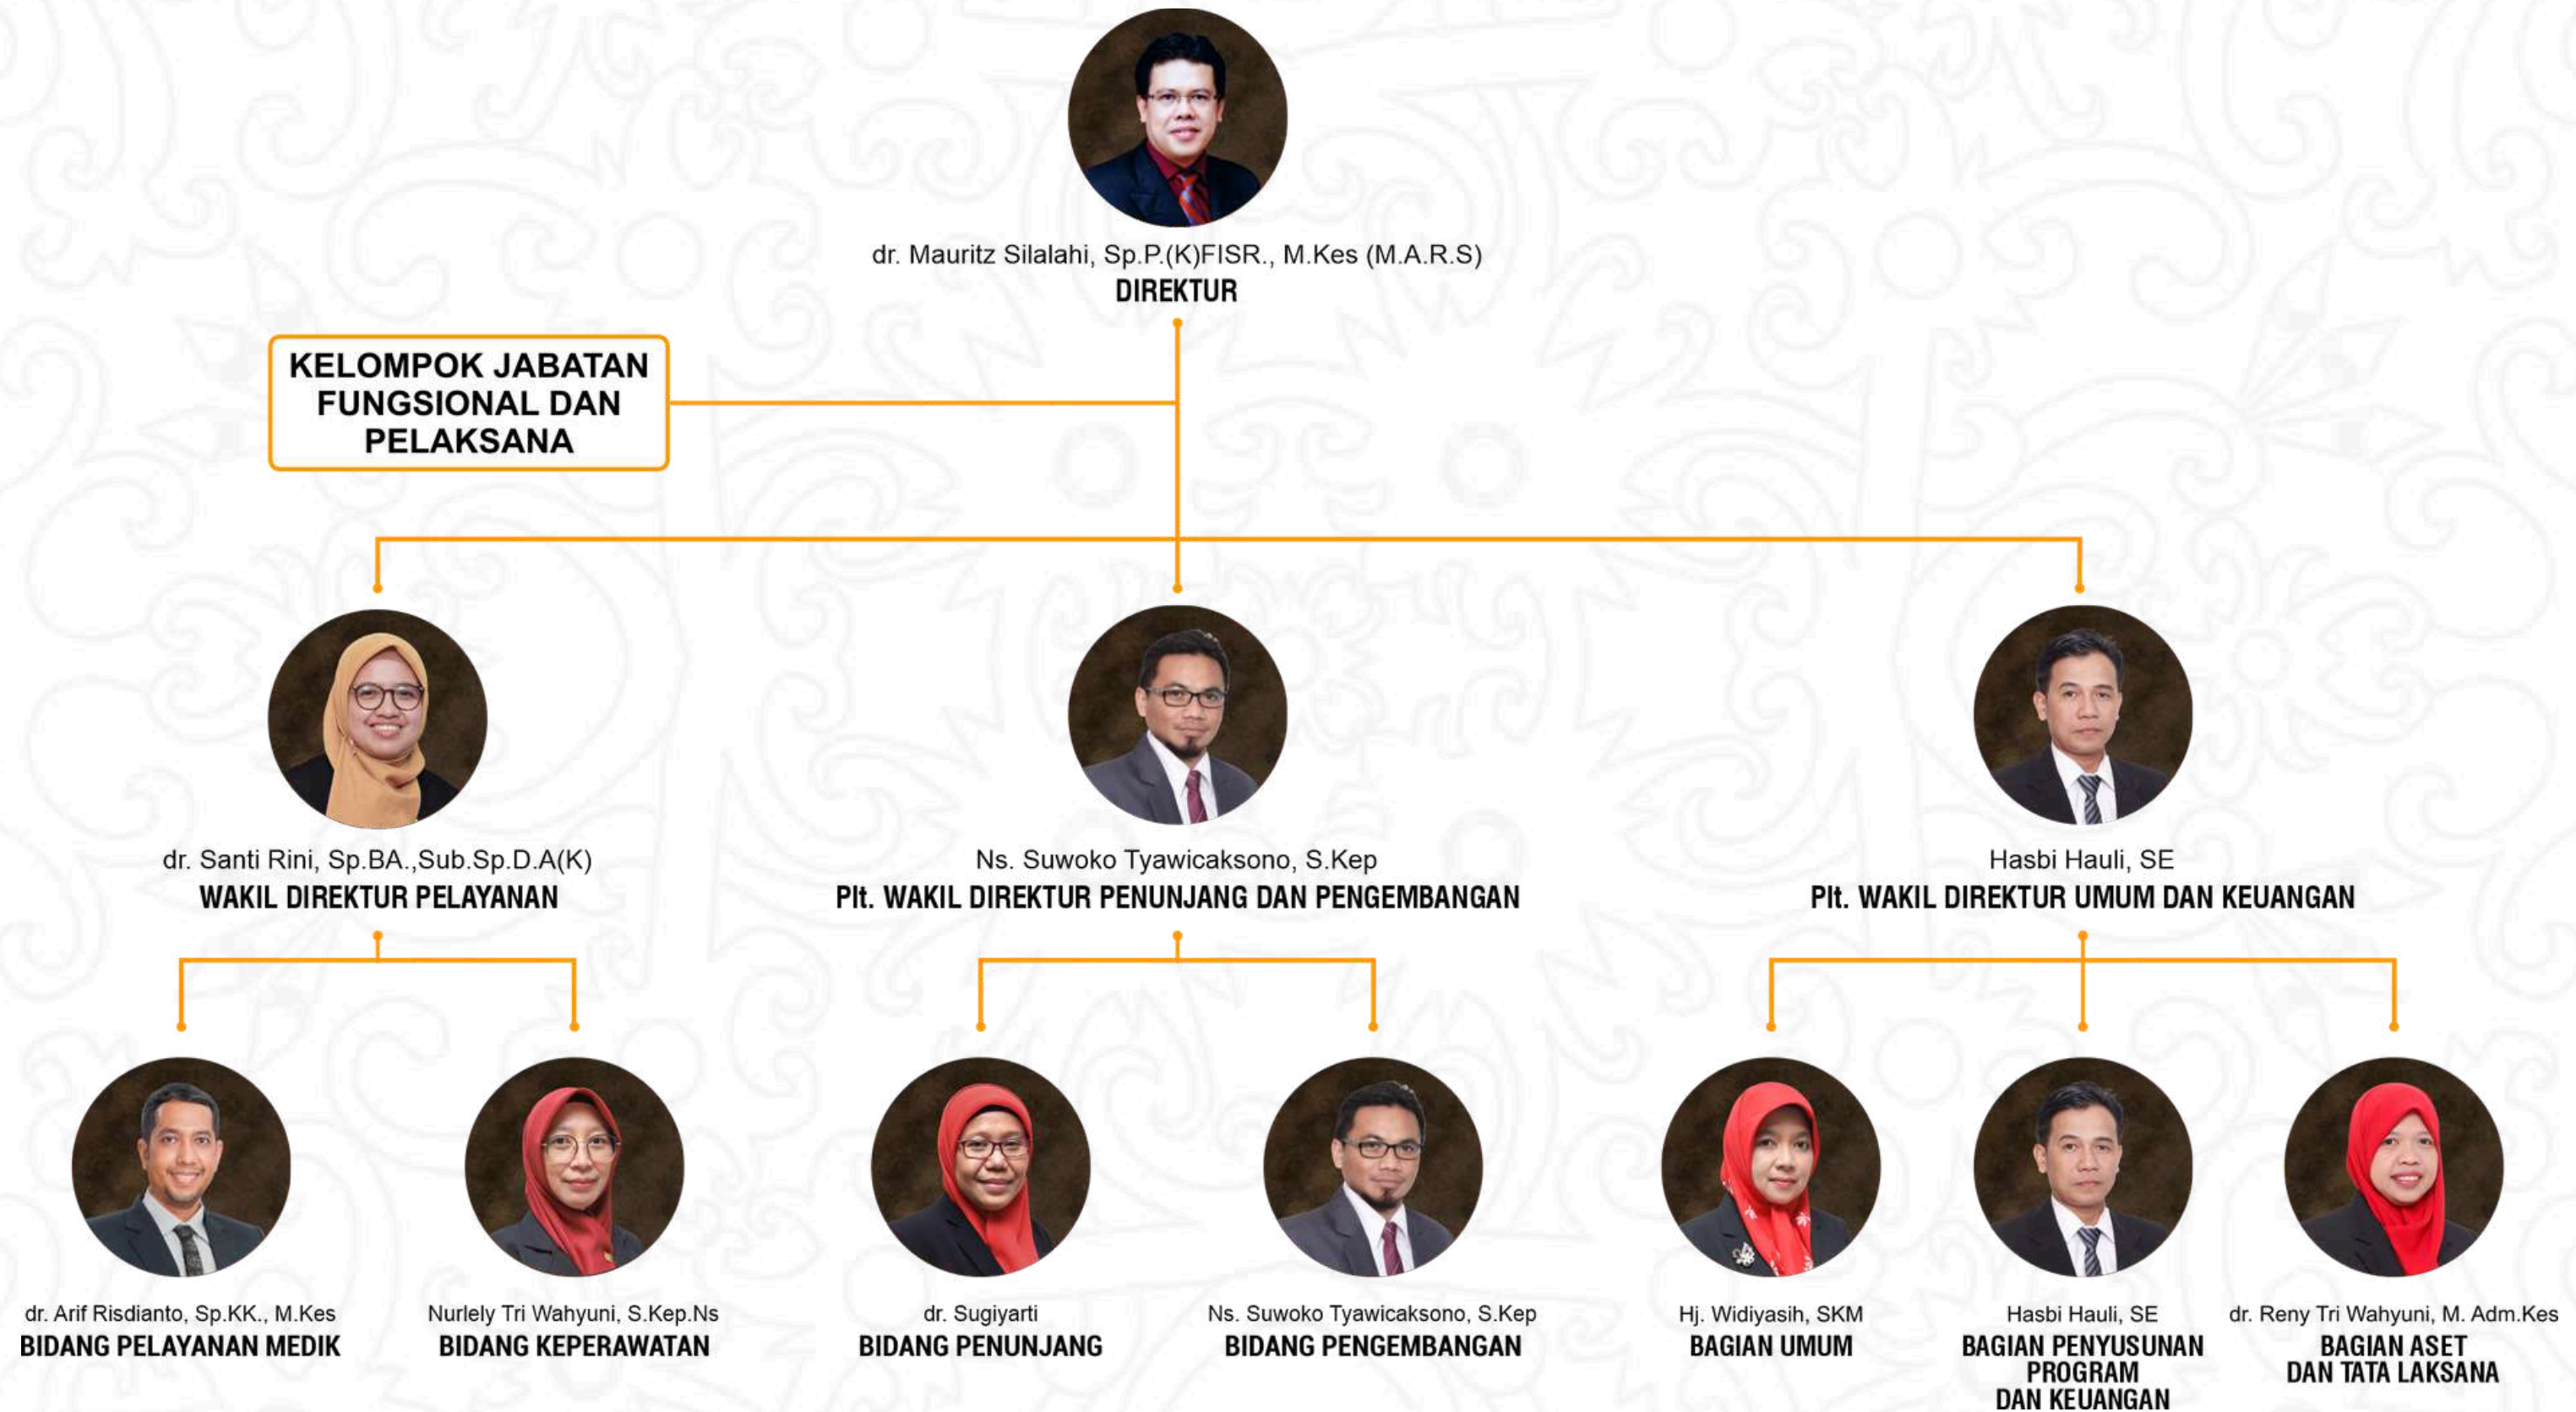 dr. Mauritz Silalahi, Sp.P.(K)FISR., M.Kes (M.A.R.S)
DIREKTUR
KELOMPOK JABATAN
FUNGSIONAL DAN
PELAKSANA
dr. Santi Rini, Sp.BA.,Sub.Sp.D.A(K)
WAKIL DIREKTUR PELAYANAN
Ns. Suwoko Tyawicaksono, S.Kep
Plt. WAKIL DIREKTUR PENUNJANG DAN PENGEMBANGAN
Hasbi Hauli, SE
Plt. WAKIL DIREKTUR UMUM DAN KEUANGAN
dr. Arif Risdianto, Sp.KK., M.Kes
BIDANG PELAYANAN MEDIK
Nurlely Tri Wahyuni, S.Kep.Ns
BIDANG KEPERAWATAN
dr. Sugiyarti
BIDANG PENUNJANG
Ns. Suwoko Tyawicaksono, S.Kep
BIDANG PENGEMBANGAN
Hj. Widiyasih, SKM
BAGIAN UMUM
Hasbi Hauli, SE
BAGIAN PENYUSUNAN
PROGRAM
DAN KEUANGAN
dr. Reny Tri Wahyuni, M. Adm.Kes
BAGIAN ASET
DAN TATA LAKSANA